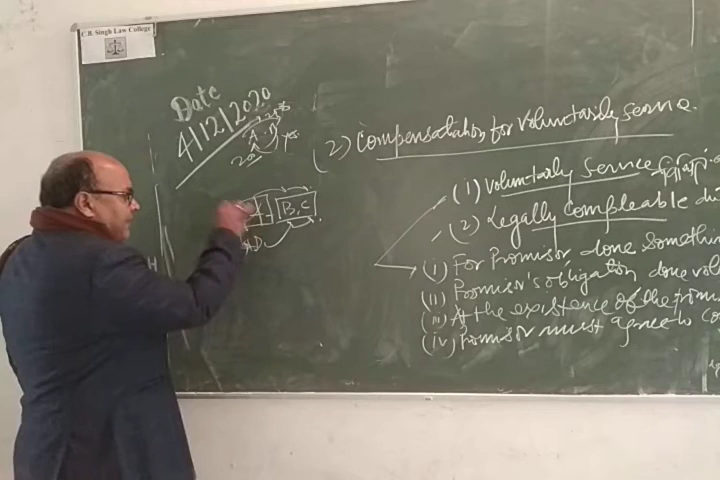 C.B. Singh Law College
Date
4/12/2020
A
B, C
(2) Compensation for Voluntarily Service.
(1) Voluntarily Service
(2) Legally Compleable
(i) For Promisor done Somethin
(ii) Promisor's obligation done vol
(iii) At the existence of the promi
(iv) Promisor must agree to co